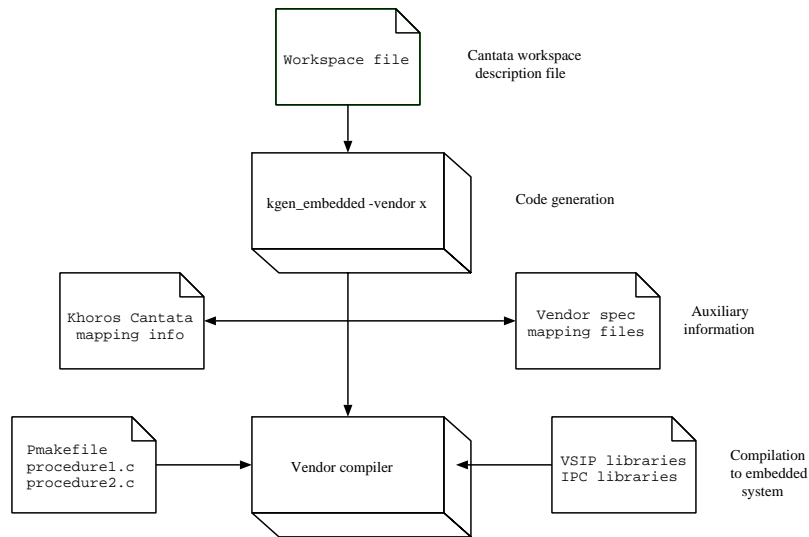 Workspace file
Cantata workspace
description file
kgen_embedded -vendor x
Code generation
Khoros Cantata
mapping info
Vendor spec
mapping files
Auxiliary
information
Pmakefile
procedure1.c
procedure2.c
Vendor compiler
VSIP libraries
IPC libraries
Compilation
to embedded
system